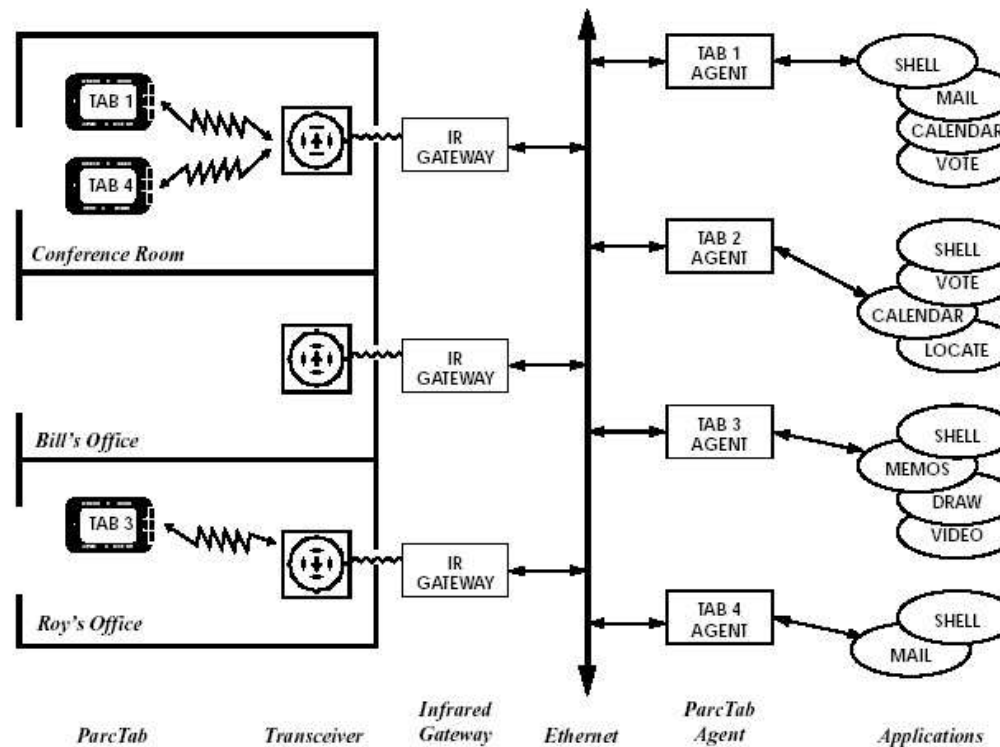 TAB 1
TAB 4
Conference Room
IR
GATEWAY
TAB 1
AGENT
SHELL
MAIL
CALENDAR
VOTE
Bill's Office
IR
GATEWAY
TAB 2
AGENT
SHELL
VOTE
CALENDAR
LOCATE
TAB 3
Roy's Office
IR
GATEWAY
TAB 3
AGENT
SHELL
MEMOS
DRAW
VIDEO
TAB 4
AGENT
SHELL
MAIL
ParcTab
Transceiver
Infrared
Gateway
Ethernet
ParcTab
Agent
Applications